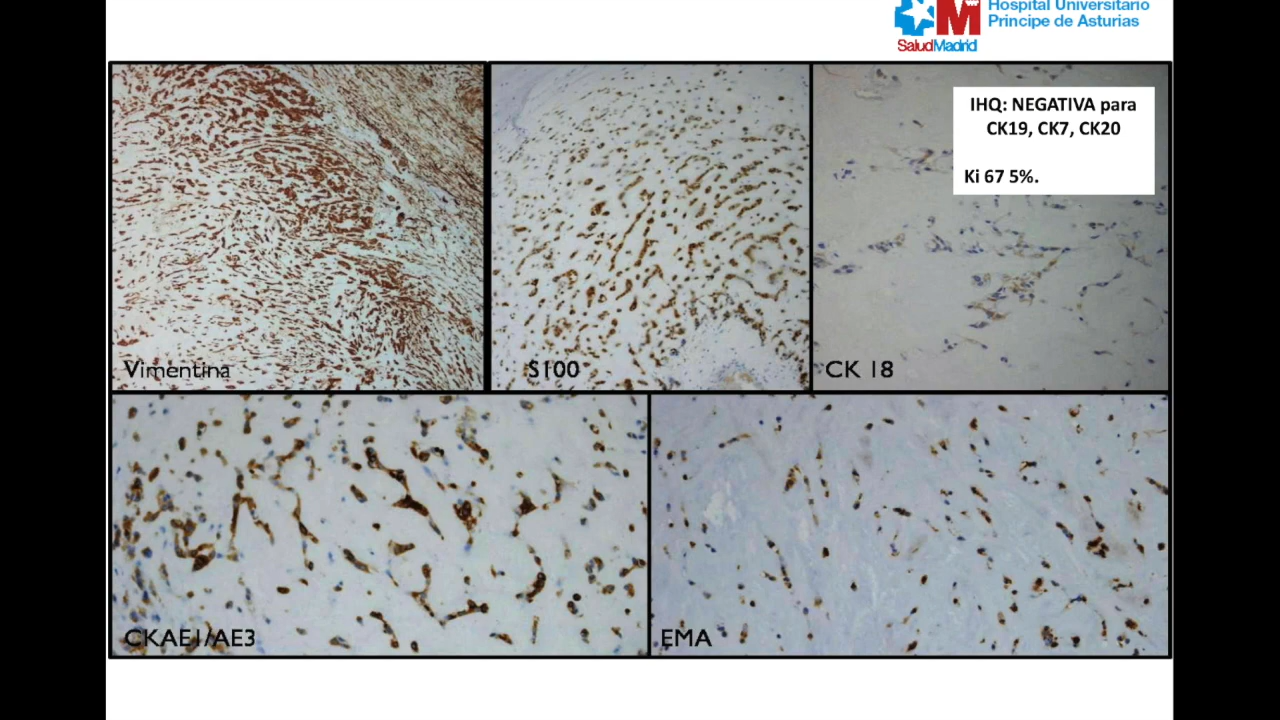 Hospital Universitario
Príncipe de Asturias
M
SaludMadrid
IHQ: NEGATIVA para
CK19, CK7, CK20
Ki 67 5%.
Vimentina
S100
CK 18
CKAE1/AE3
EMA